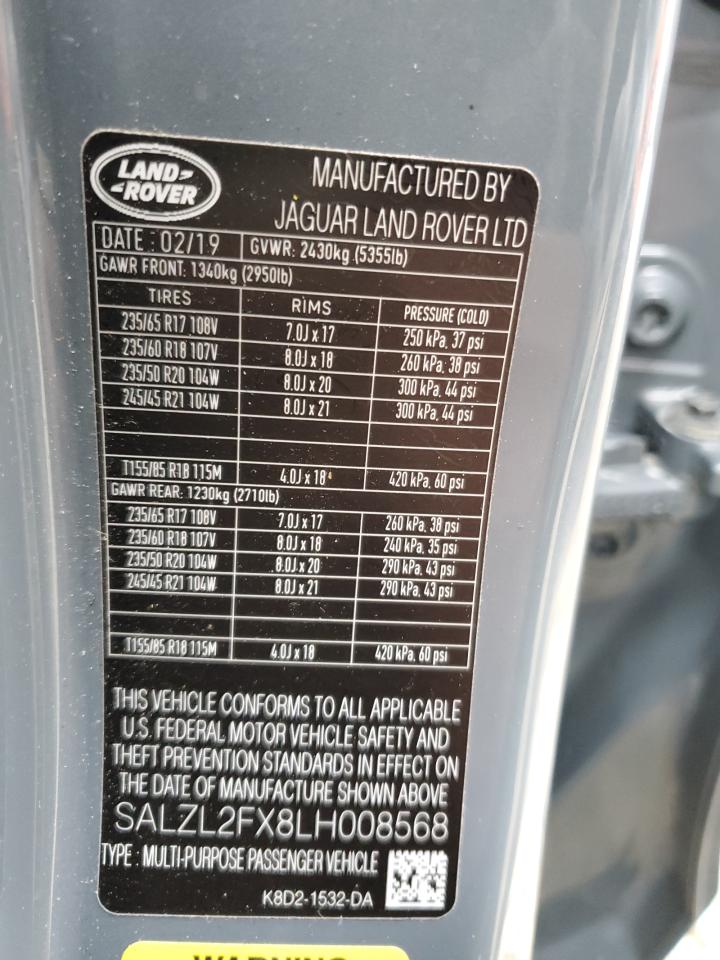 LAND-
-ROVER
MANUFACTURED BY
JAGUAR LAND ROVER LTD
DATE : 02/19 GVWR: 2430kg (5355lb)
GAWR FRONT: 1340kg (2950lb)
TIRES RIMS PRESSURE (COLD)
235/65 R17 108V 7.0J x 17 250 kPa, 37 psi
235/60 R18 107V 8.0J x 18 260 kPa, 38 psi
235/50 R20 104W 8.0J x 20 300 kPa, 44 psi
245/45 R21 104W 8.0J x 21 300 kPa, 44 psi
T155/85 R18 115M 4.0J x 18 420 kPa, 60 psi
GAWR REAR: 1230kg (2710lb)
235/65 R17 108V 7.0J x 17 260 kPa, 38 psi
235/60 R18 107V 8.0J x 18 240 kPa, 35 psi
235/50 R20 104W 8.0J x 20 290 kPa, 43 psi
245/45 R21 104W 8.0J x 21 290 kPa, 43 psi
T155/85 R18 115M 4.0J x 18 420 kPa, 60 psi
THIS VEHICLE CONFORMS TO ALL APPLICABLE
U.S. FEDERAL MOTOR VEHICLE SAFETY AND
THEFT PREVENTION STANDARDS IN EFFECT ON
THE DATE OF MANUFACTURE SHOWN ABOVE
SALZL2FX8LH008568
TYPE : MULTI-PURPOSE PASSENGER VEHICLE
K8D2-1532-DA
WARNING